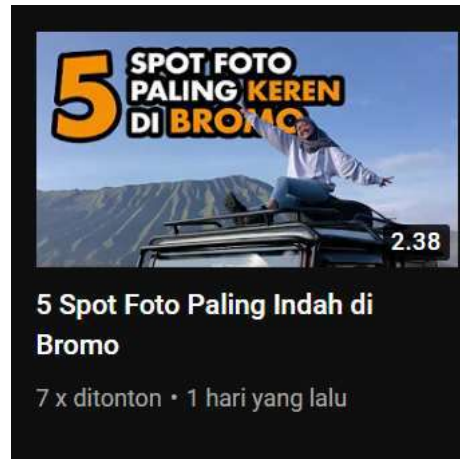 5 SPOT FOTO
PALING KEREN
DI BROMO
2.38
5 Spot Foto Paling Indah di
Bromo
7 x ditonton • 1 hari yang lalu